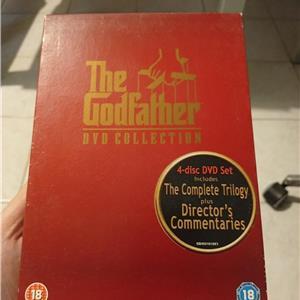 The
Godfather
DVD COLLECTION
4-disc DVD Set
Includes
The Complete Trilogy
plus
Director's
Commentaries
18
18